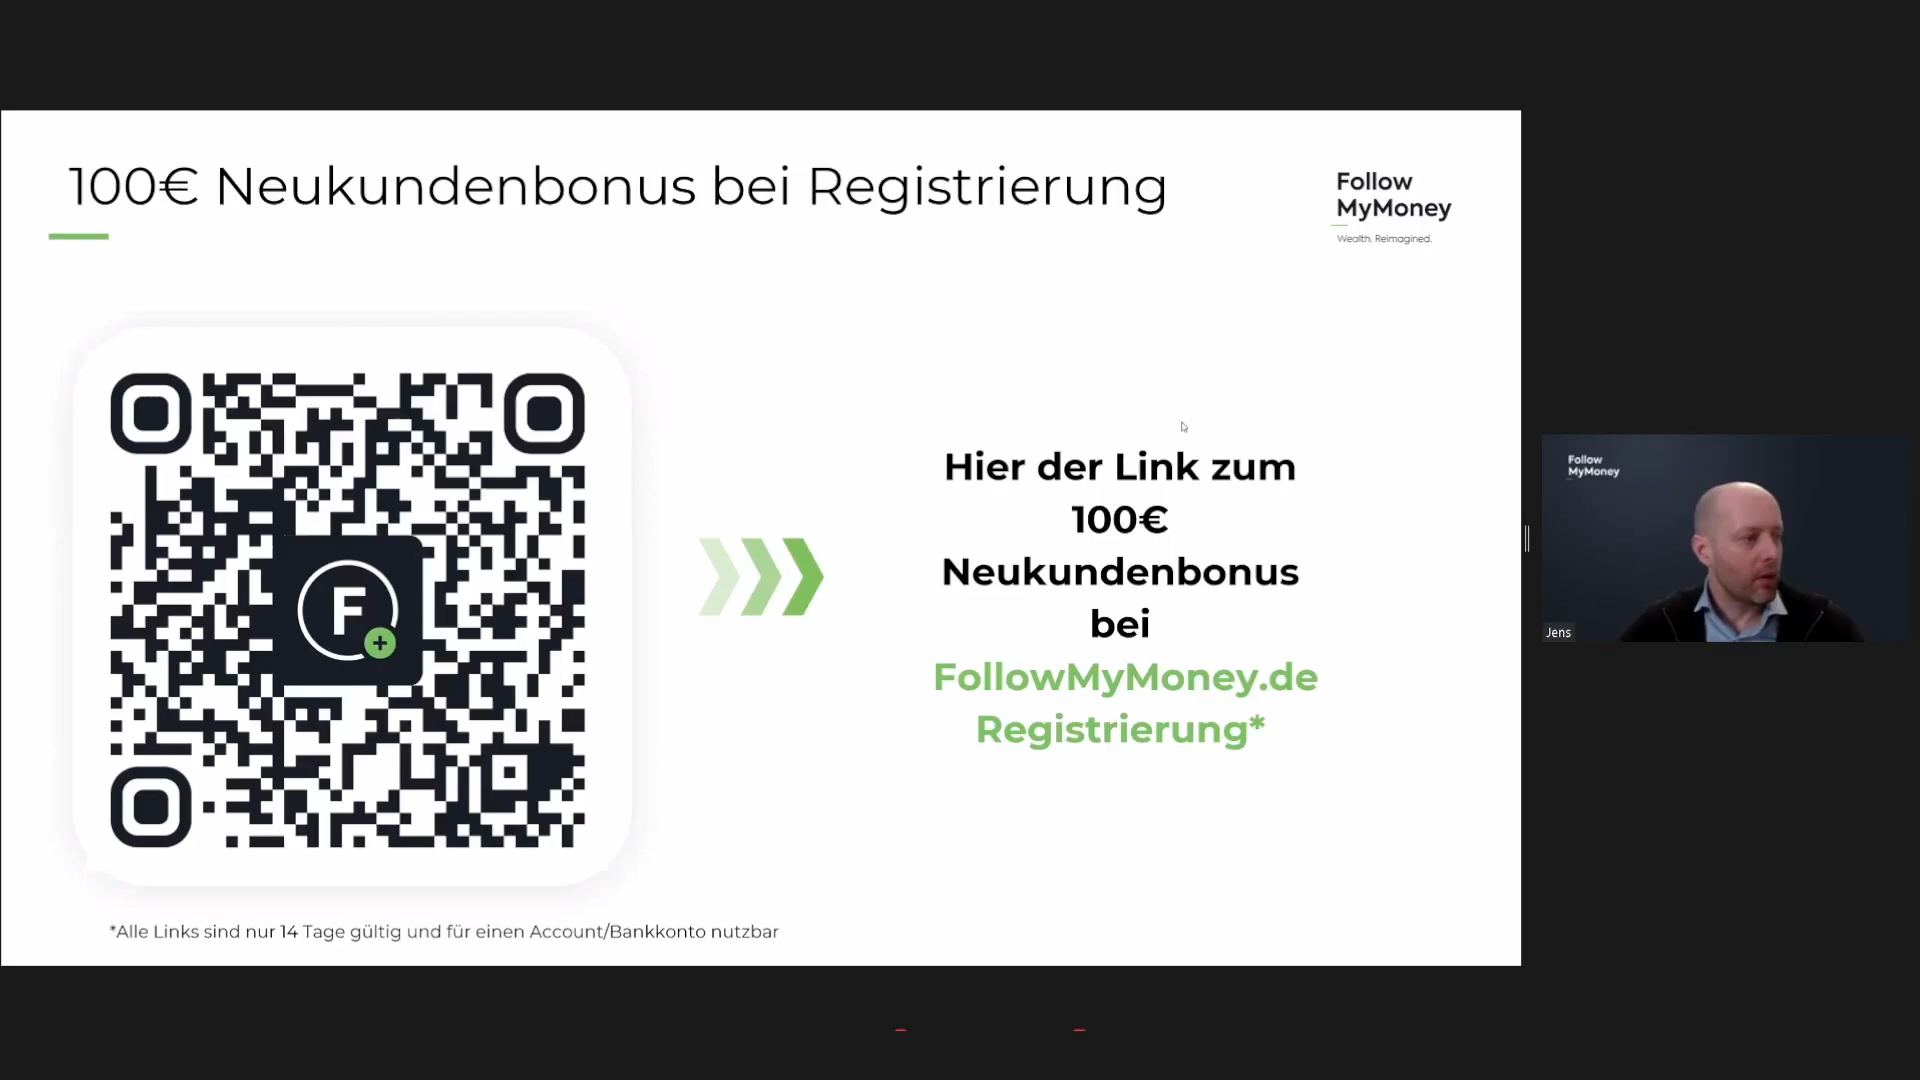 100€ Neukundenbonus bei Registrierung
Follow
MyMoney
Wealth. Reimagined.
F
+
Hier der Link zum
100€
Neukundenbonus
bei
FollowMyMoney.de
Registrierung*
*Alle Links sind nur 14 Tage gültig und für einen Account/Bankkonto nutzbar
Follow
MyMoney
Jens